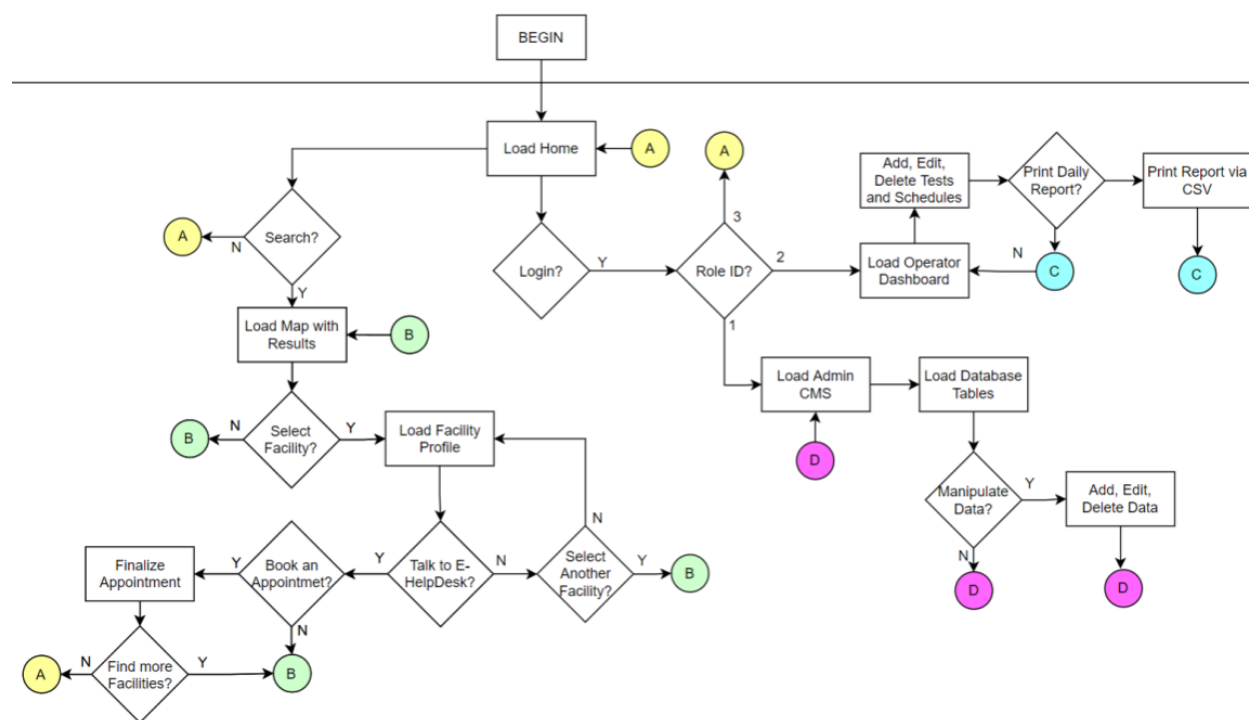 BEGIN
Load Home
A
A
Add, Edit,
Delete Tests
and Schedules
Print Daily
Report?
Print Report via
CSV
3
A
N
Search?
Y
Login?
Y
Role ID?
2
1
Load Operator
Dashboard
N
C
C
Load Map with
Results
B
Load Admin
CMS
Load Database
Tables
B
N
Select
Facility?
Y
Load Facility
Profile
D
Manipulate
Data?
Y
N
Add, Edit,
Delete Data
D
D
Finalize
Appointment
Y
Book an
Appointmet?
N
Y
Talk to E-
HelpDesk?
N
N
Select
Another
Facility?
Y
B
A
N
Find more
Facilities?
Y
B